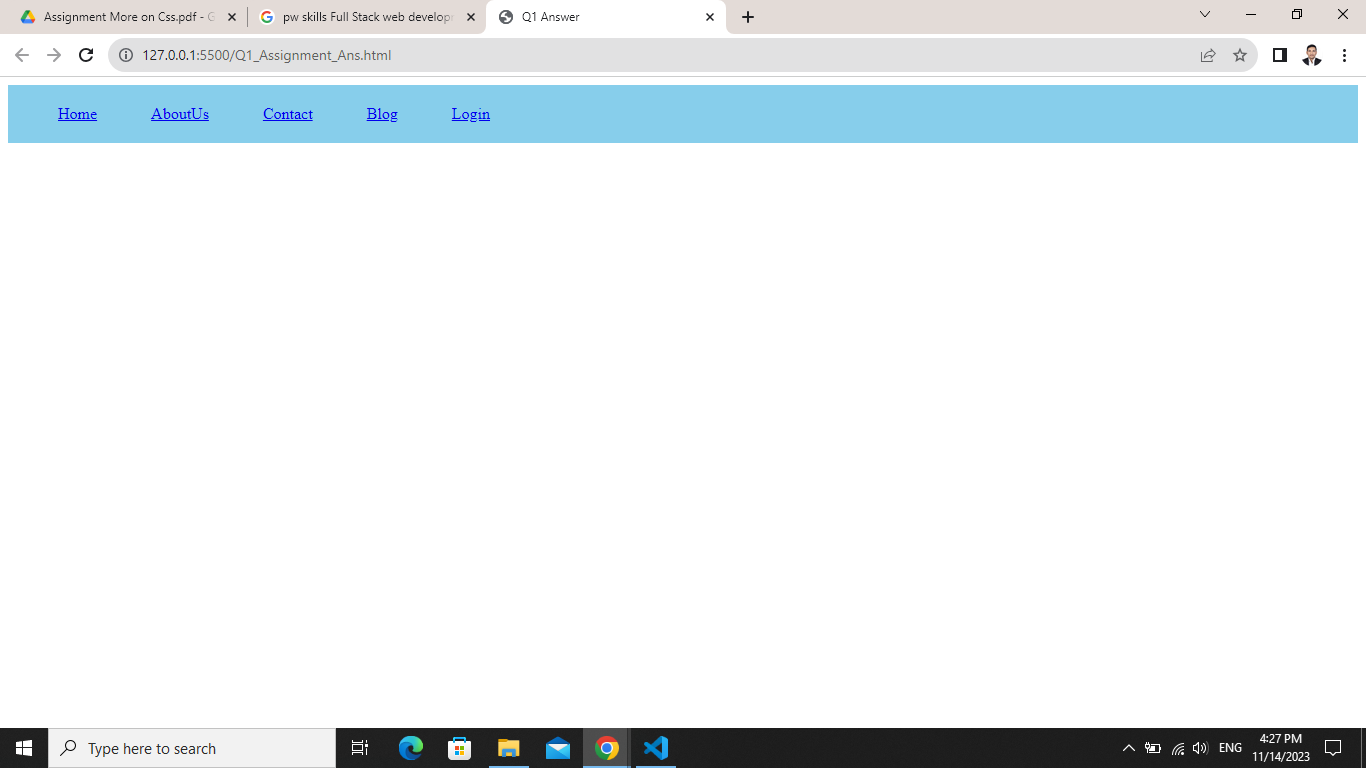 Assignment More on Css.pdf - G
pw skills Full Stack web developr
Q1 Answer
127.0.0.1:5500/Q1_Assignment_Ans.html
Home AboutUs Contact Blog Login
Type here to search
ENG
4:27 PM
11/14/2023